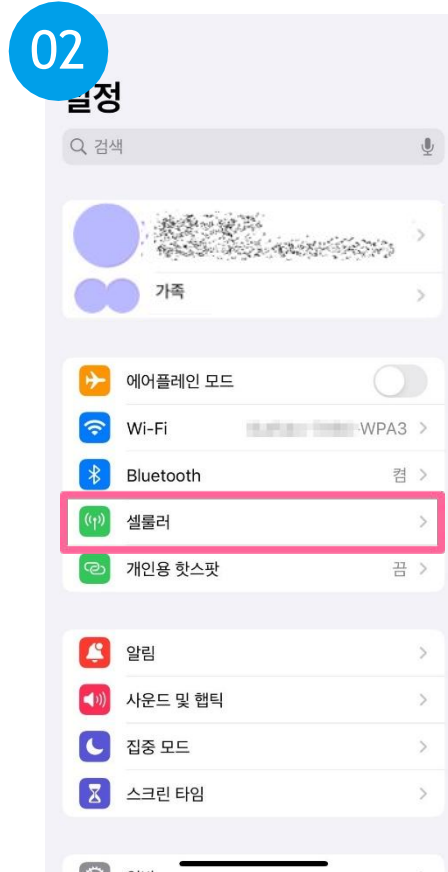 02
설정
검색
가족
에어플레인 모드
Wi-Fi WPA3
Bluetooth 켬
셀룰러
개인용 핫스팟 끔
알림
사운드 및 햅틱
집중 모드
스크린 타임